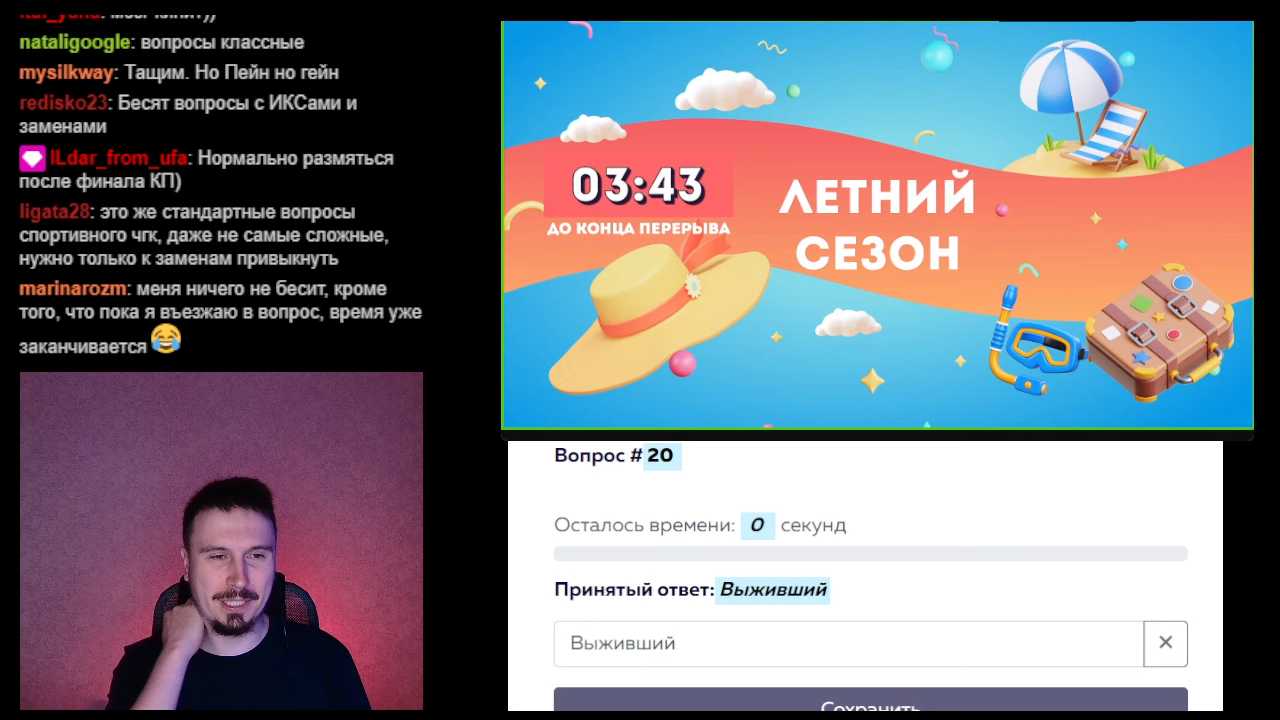 nataligoogle: вопросы классные
mysilkway: Тащим. Но Пейн но гейн
redisko23: Бесят вопросы с ИКСами и
заменами
ILdar_from_ufa: Нормально размяться
после финала КП)
ligata28: это же стандартные вопросы
спортивного чгк, даже не самые сложные,
нужно только к заменам привыкнуть
marinarozm: меня ничего не бесит, кроме
того, что пока я въезжаю в вопрос, время уже
заканчивается
03:43
ДО КОНЦА ПЕРЕРЫВА
ЛЕТНИЙ
СЕЗОН
Вопрос # 20
Осталось времени: 0 секунд
Принятый ответ: Выживший
Выживший
Сохранить